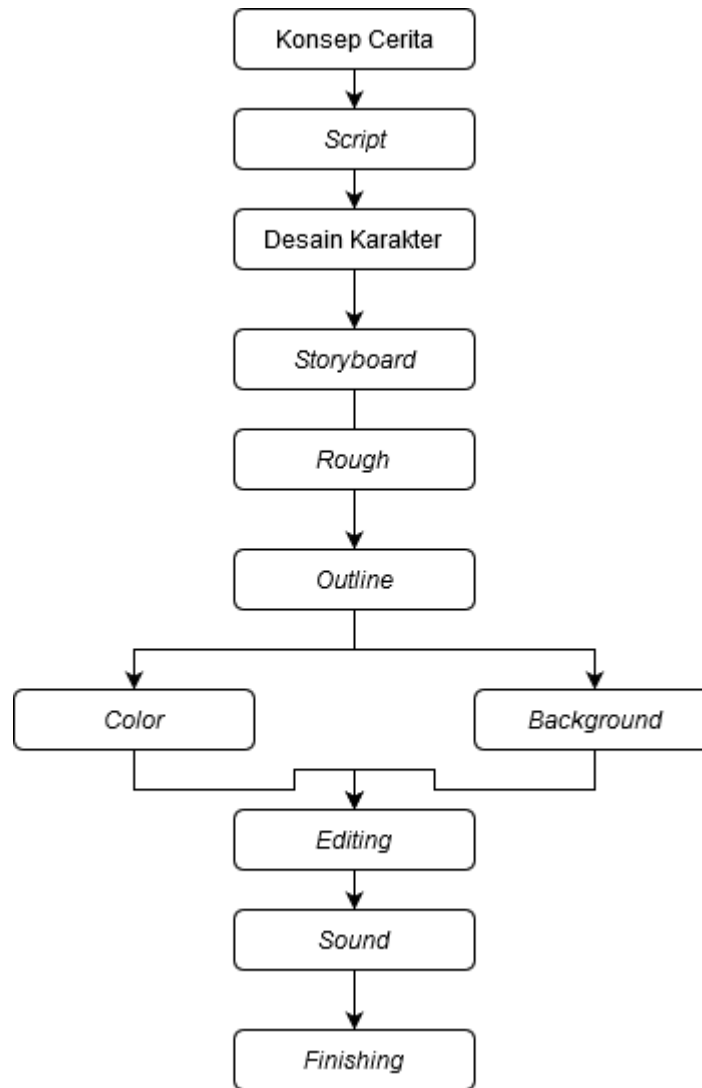 Konsep Cerita
Script
Desain Karakter
Storyboard
Rough
Outline
Color
Background
Editing
Sound
Finishing